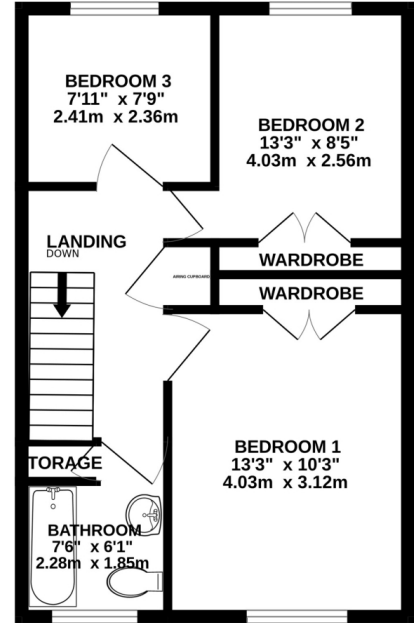 BEDROOM 3
7'11" x 7'9"
2.41m x 2.36m
BEDROOM 2
13'3" x 8'5"
4.03m x 2.56m
LANDING
DOWN
AIRING CUPBOARD
WARDROBE
WARDROBE
BEDROOM 1
13'3" x 10'3"
4.03m x 3.12m
TORAGE
BATHROOM
7'6" x 6'1"
2.28m x 1.85m